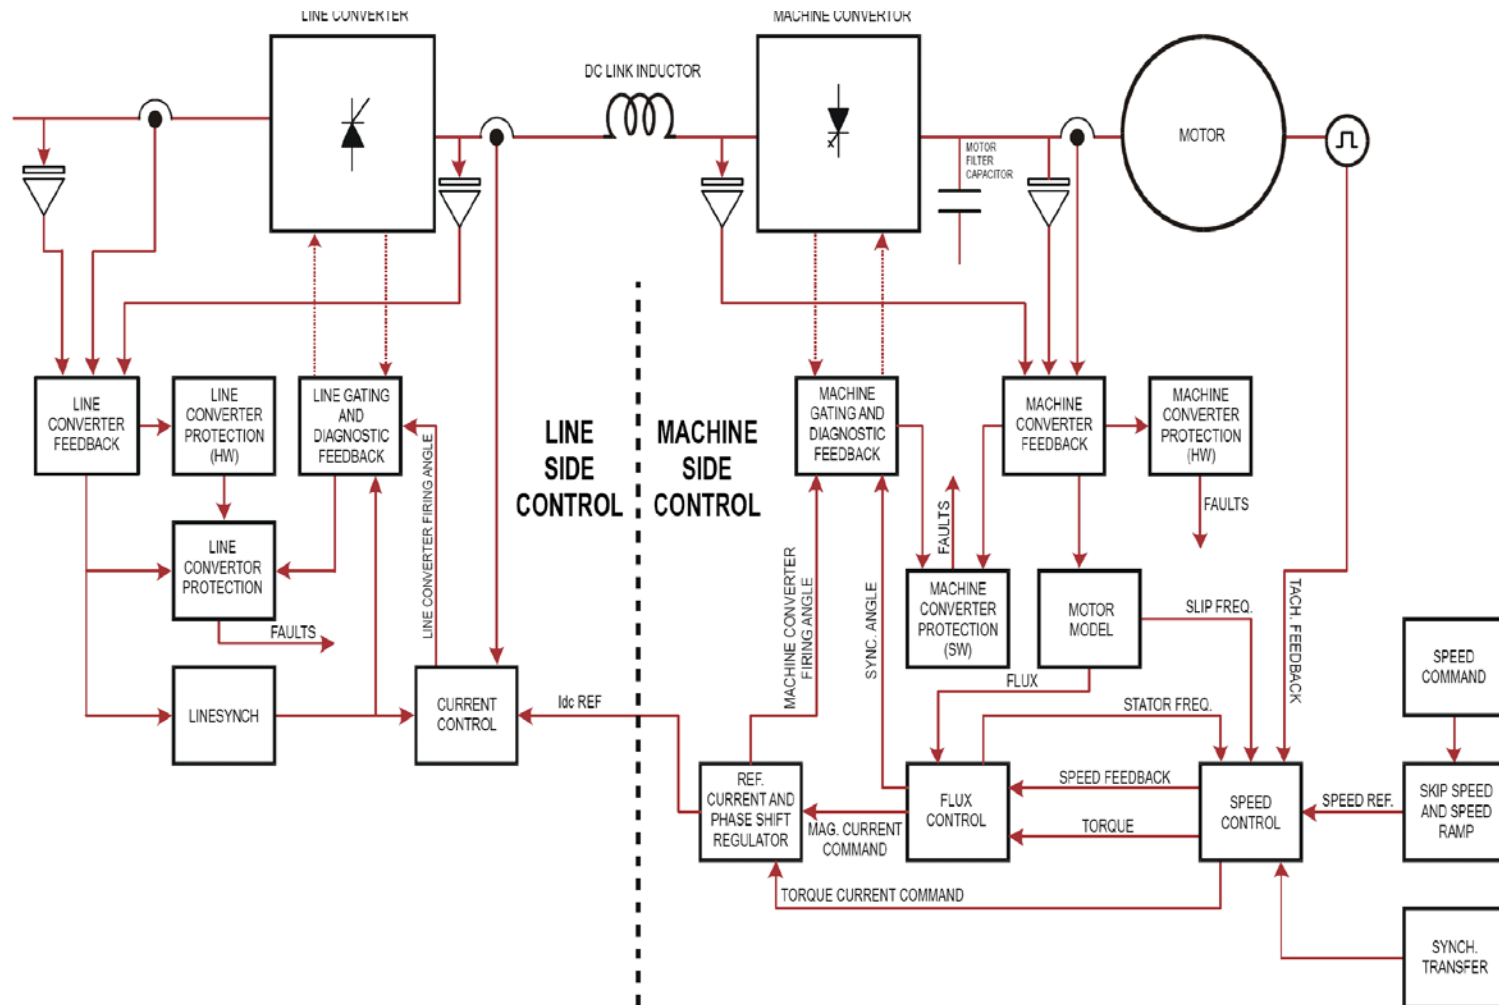 LINE CONVERTER
MACHINE CONVERTOR
DC LINK INDUCTOR
MOTOR
FILTER
CAPACITOR
MOTOR
LINE
CONVERTER
FEEDBACK
LINE
CONVERTER
PROTECTION
(HW)
LINE GATING
AND
DIAGNOSTIC
FEEDBACK
LINE CONVERTER FIRING ANGLE
LINE
SIDE
CONTROL
MACHINE
SIDE
CONTROL
MACHINE
GATING AND
DIAGNOSTIC
FEEDBACK
MACHINE
CONVERTER
FEEDBACK
MACHINE
CONVERTER
PROTECTION
(HW)
FAULTS
FAULTS
LINE
CONVERTOR
PROTECTION
FAULTS
MACHINE CONVERTER
FIRING ANGLE
SYNC. ANGLE
MACHINE
CONVERTER
PROTECTION
(SW)
MOTOR
MODEL
SLIP FREQ.
TACH. FEEDBACK
SPEED
COMMAND
FLUX
STATOR FREQ.
LINESYNCH
CURRENT
CONTROL
Idc REF
REF.
CURRENT AND
PHASE SHIFT
REGULATOR
MAG. CURRENT
COMMAND
FLUX
CONTROL
SPEED FEEDBACK
TORQUE
SPEED
CONTROL
SPEED REF.
SKIP SPEED
AND SPEED
RAMP
TORQUE CURRENT COMMAND
SYNCH.
TRANSFER